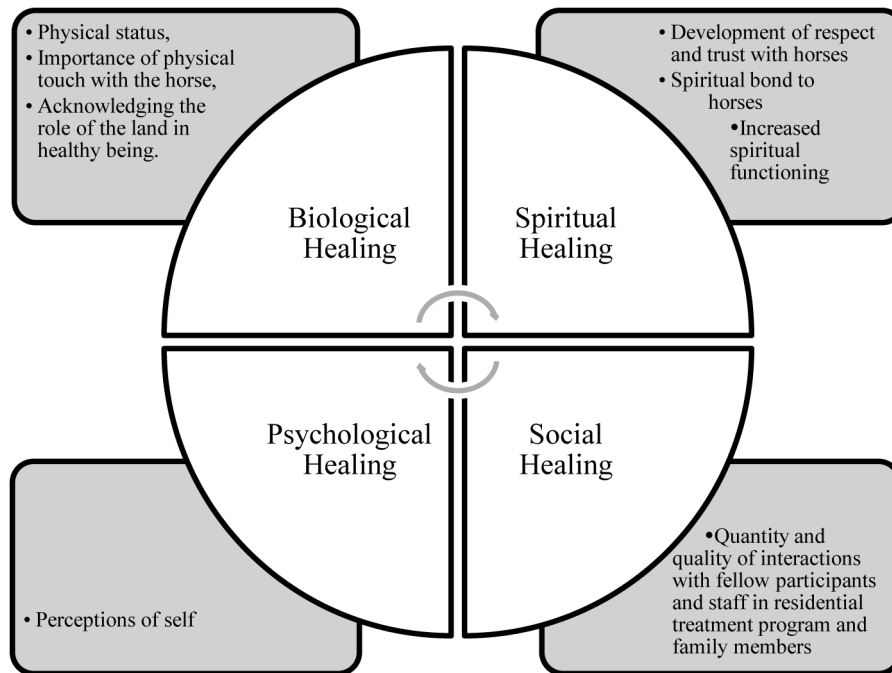 • Physical status,
• Importance of physical
touch with the horse,
• Acknowledging the
role of the land in
healthy being.
• Development of respect
and trust with horses
• Spiritual bond to
horses
•Increased
spiritual
functioning
Biological
Healing
Spiritual
Healing
Psychological
Healing
Social
Healing
• Perceptions of self
•Quantity and
quality of interactions
with fellow participants
and staff in residential
treatment program and
family members